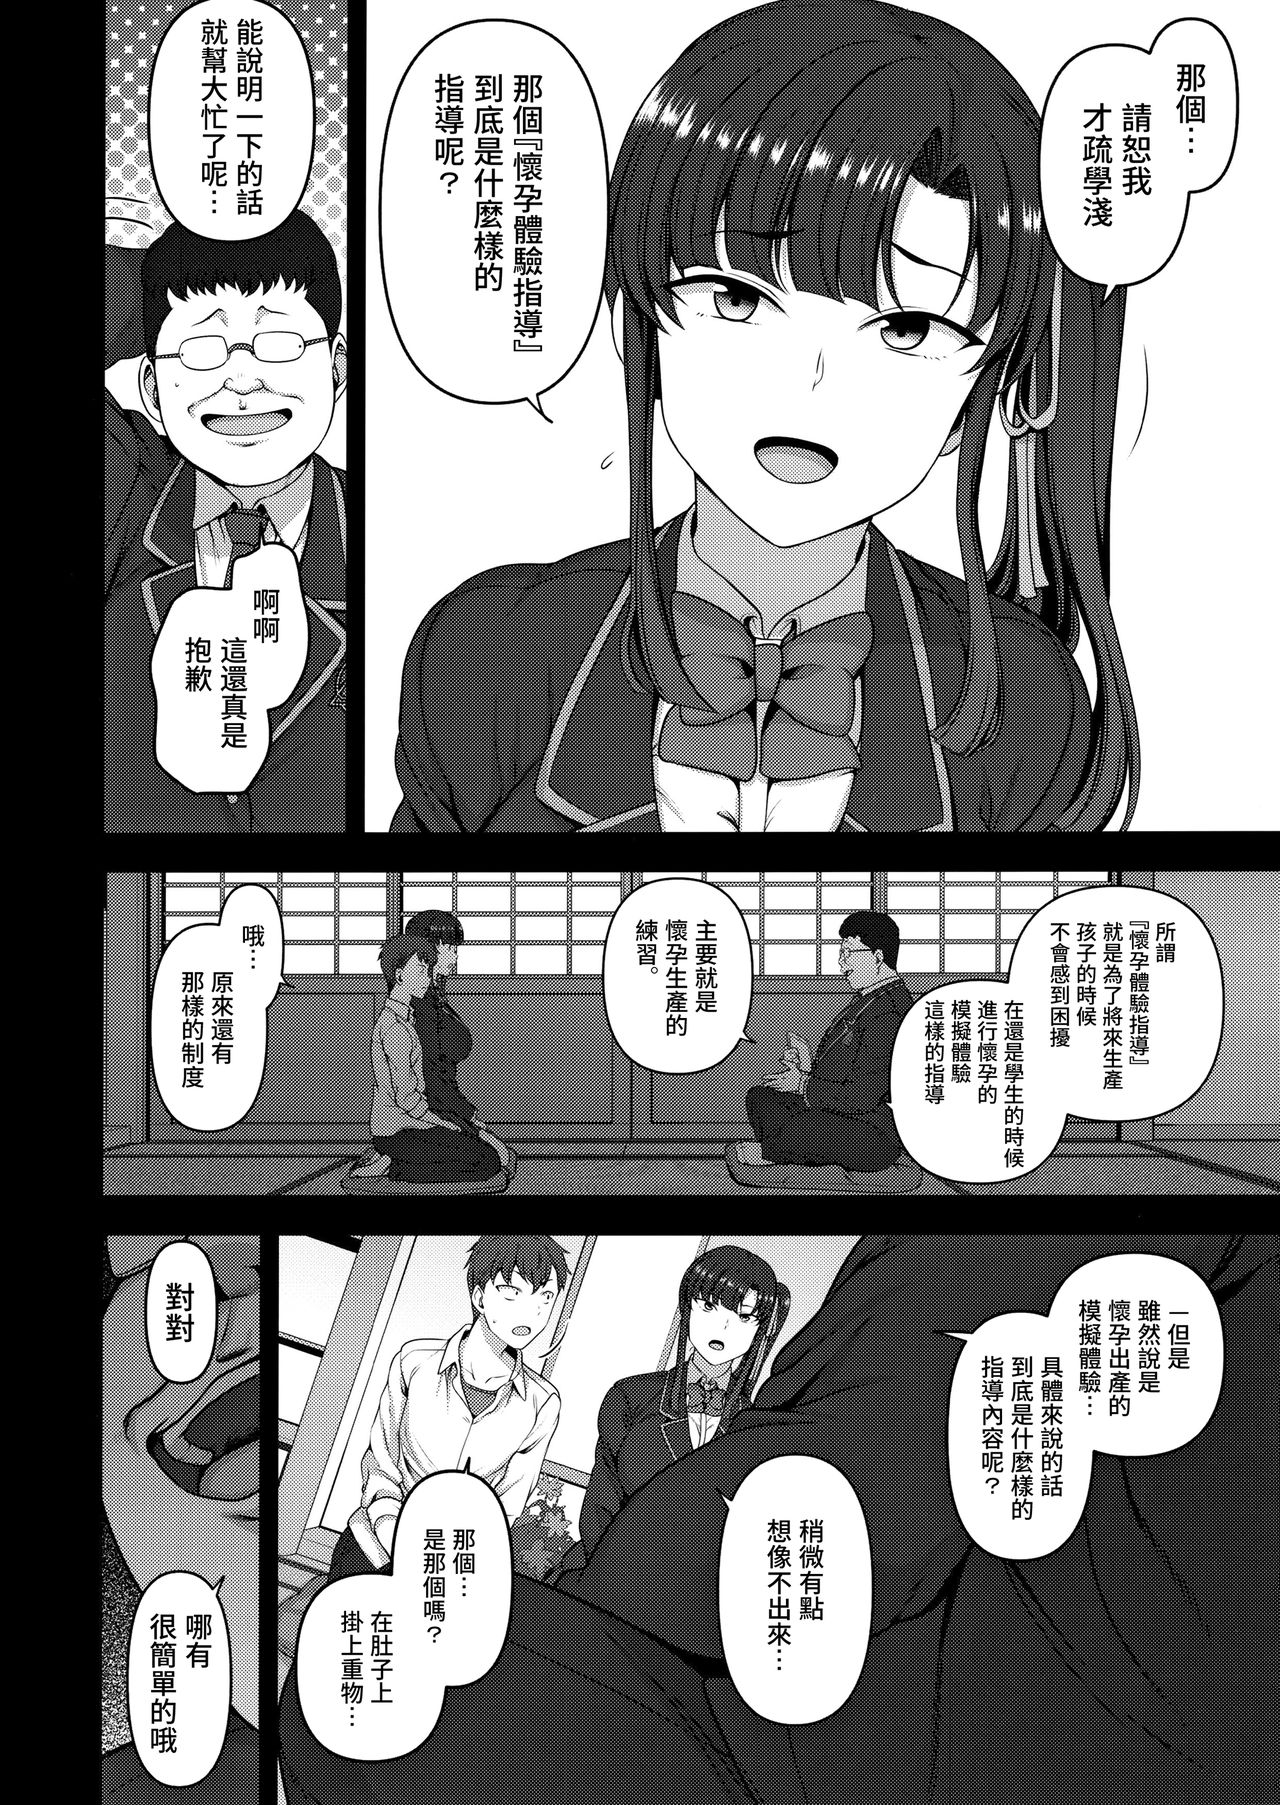 那個…
請恕我
才疏學淺
那個『懷孕體驗指導』
到底是什麼樣的
指導呢？
能說明一下的話
就幫大忙了呢…
啊啊
這還真是
抱歉
所謂
『懷孕體驗指導』
就是為了將來生產
孩子的時候
不會感到困擾
在還是學生的時候
進行懷孕的
模擬體驗
這樣的指導
主要就是
懷孕生產的
練習。
哦…
原來還有
那樣的制度
一但是
雖然說是
懷孕出產的
模擬體驗…
具體來說的話
到底是什麼樣的
指導內容呢？
稍微有點
想像不出來…
那個…
是那個嗎？
在肚子上
掛上重物…
對對
哪有
很簡單的哦